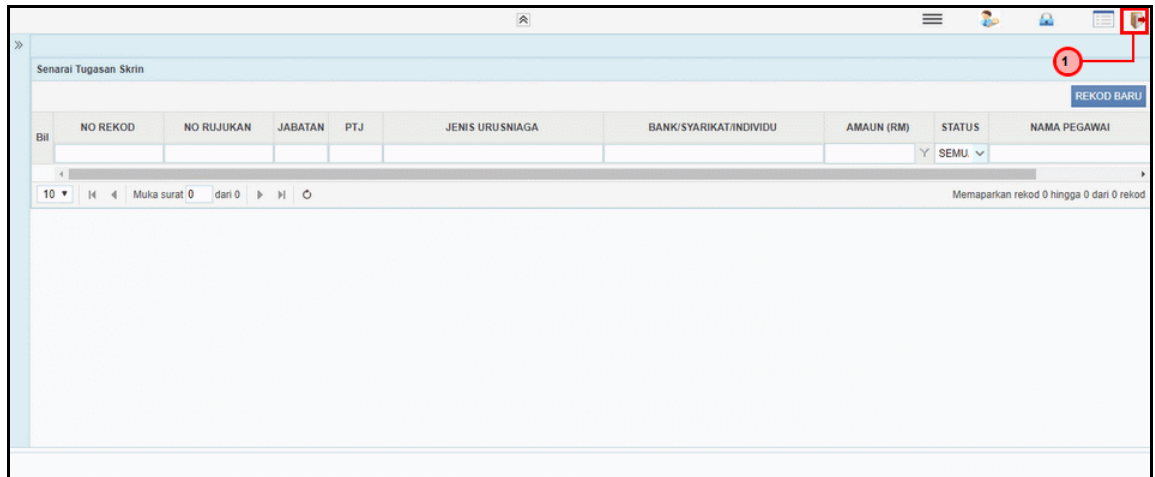 1
Senarai Tugasan Skrin
REKOD BARU
Bil NO REKOD NO RUJUKAN JABATAN PTJ JENIS URUSNIAGA BANK/SYARIKAT/INDIVIDU AMAUN (RM) STATUS NAMA PEGAWAI
SEMU.
10 Muka surat 0 dari 0 Memaparkan rekod 0 hingga 0 dari 0 rekod